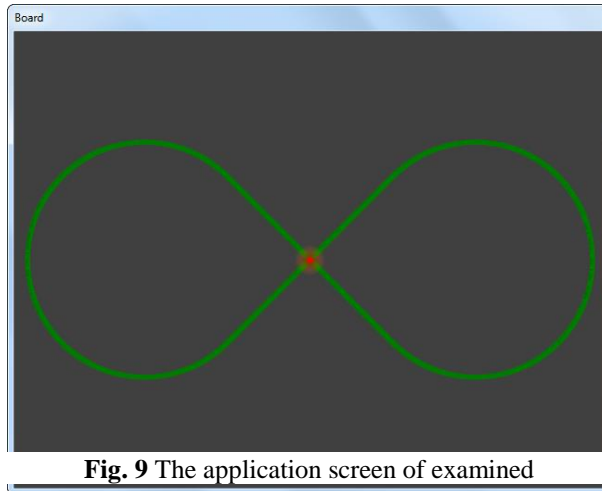 Board
Fig. 9 The application screen of examined